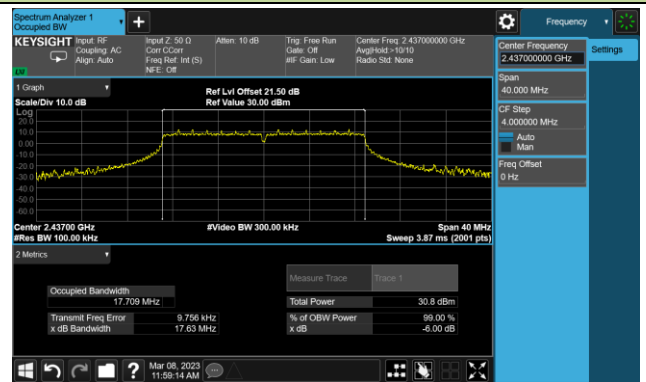 Spectrum Analyzer 1
Occupied BW
Frequency
KEYSIGHT
Input: RF
Coupling: AC
Align: Auto
Input Z: 50 Ω
Corr CCorr
Freq Ref: Int (S)
NFE: Off
Atten: 10 dB
Trig: Free Run
Gate: Off
#IF Gain: Low
Center Freq: 2.437000000 GHz
Avg|Hold:>10/10
Radio Std: None
Center Frequency
2.437000000 GHz
Settings
Span
40.000 MHz
CF Step
4.000000 MHz
Auto
Man
Freq Offset
0 Hz
1 Graph
Scale/Div 10.0 dB
Ref Lvl Offset 21.50 dB
Ref Value 30.00 dBm
Log
20.0
10.0
0.00
-10.0
-20.0
-30.0
-40.0
-50.0
-60.0
Center 2.43700 GHz
#Res BW 100.00 kHz
#Video BW 300.00 kHz
Span 40 MHz
Sweep 3.87 ms (2001 pts)
2 Metrics
Measure Trace
Trace 1
Occupied Bandwidth
17.709 MHz
Total Power
30.8 dBm
Transmit Freq Error
9.756 kHz
% of OBW Power
99.00 %
x dB Bandwidth
17.63 MHz
x dB
-6.00 dB
Mar 08, 2023
11:59:14 AM